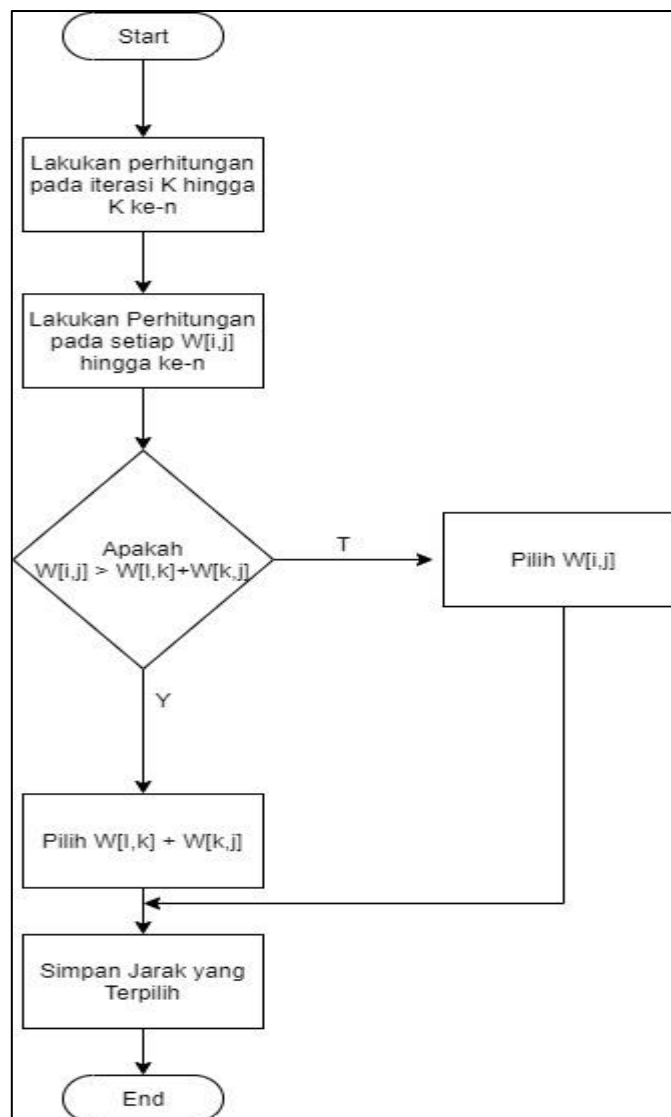 Start
Lakukan perhitungan
pada iterasi K hingga
K ke-n
Lakukan Perhitungan
pada setiap W[i,j]
hingga ke-n
Apakah
W[i,j] > W[I,k]+W[k,j]
T
Pilih W[i,j]
Y
Pilih W[I,k] + W[k,j]
Simpan Jarak yang
Terpilih
End